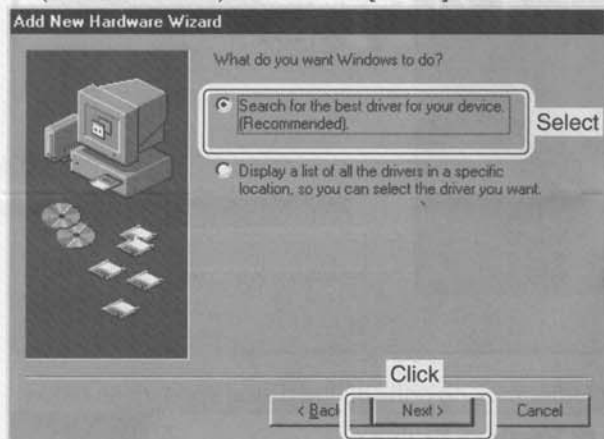 Add New Hardware Wizard
What do you want Windows to do?
Search for the best driver for your device.
(Recommended).
Select
Display a list of all the drivers in a specific
location, so you can select the driver you want.
Click
< Back
Next >
Cancel